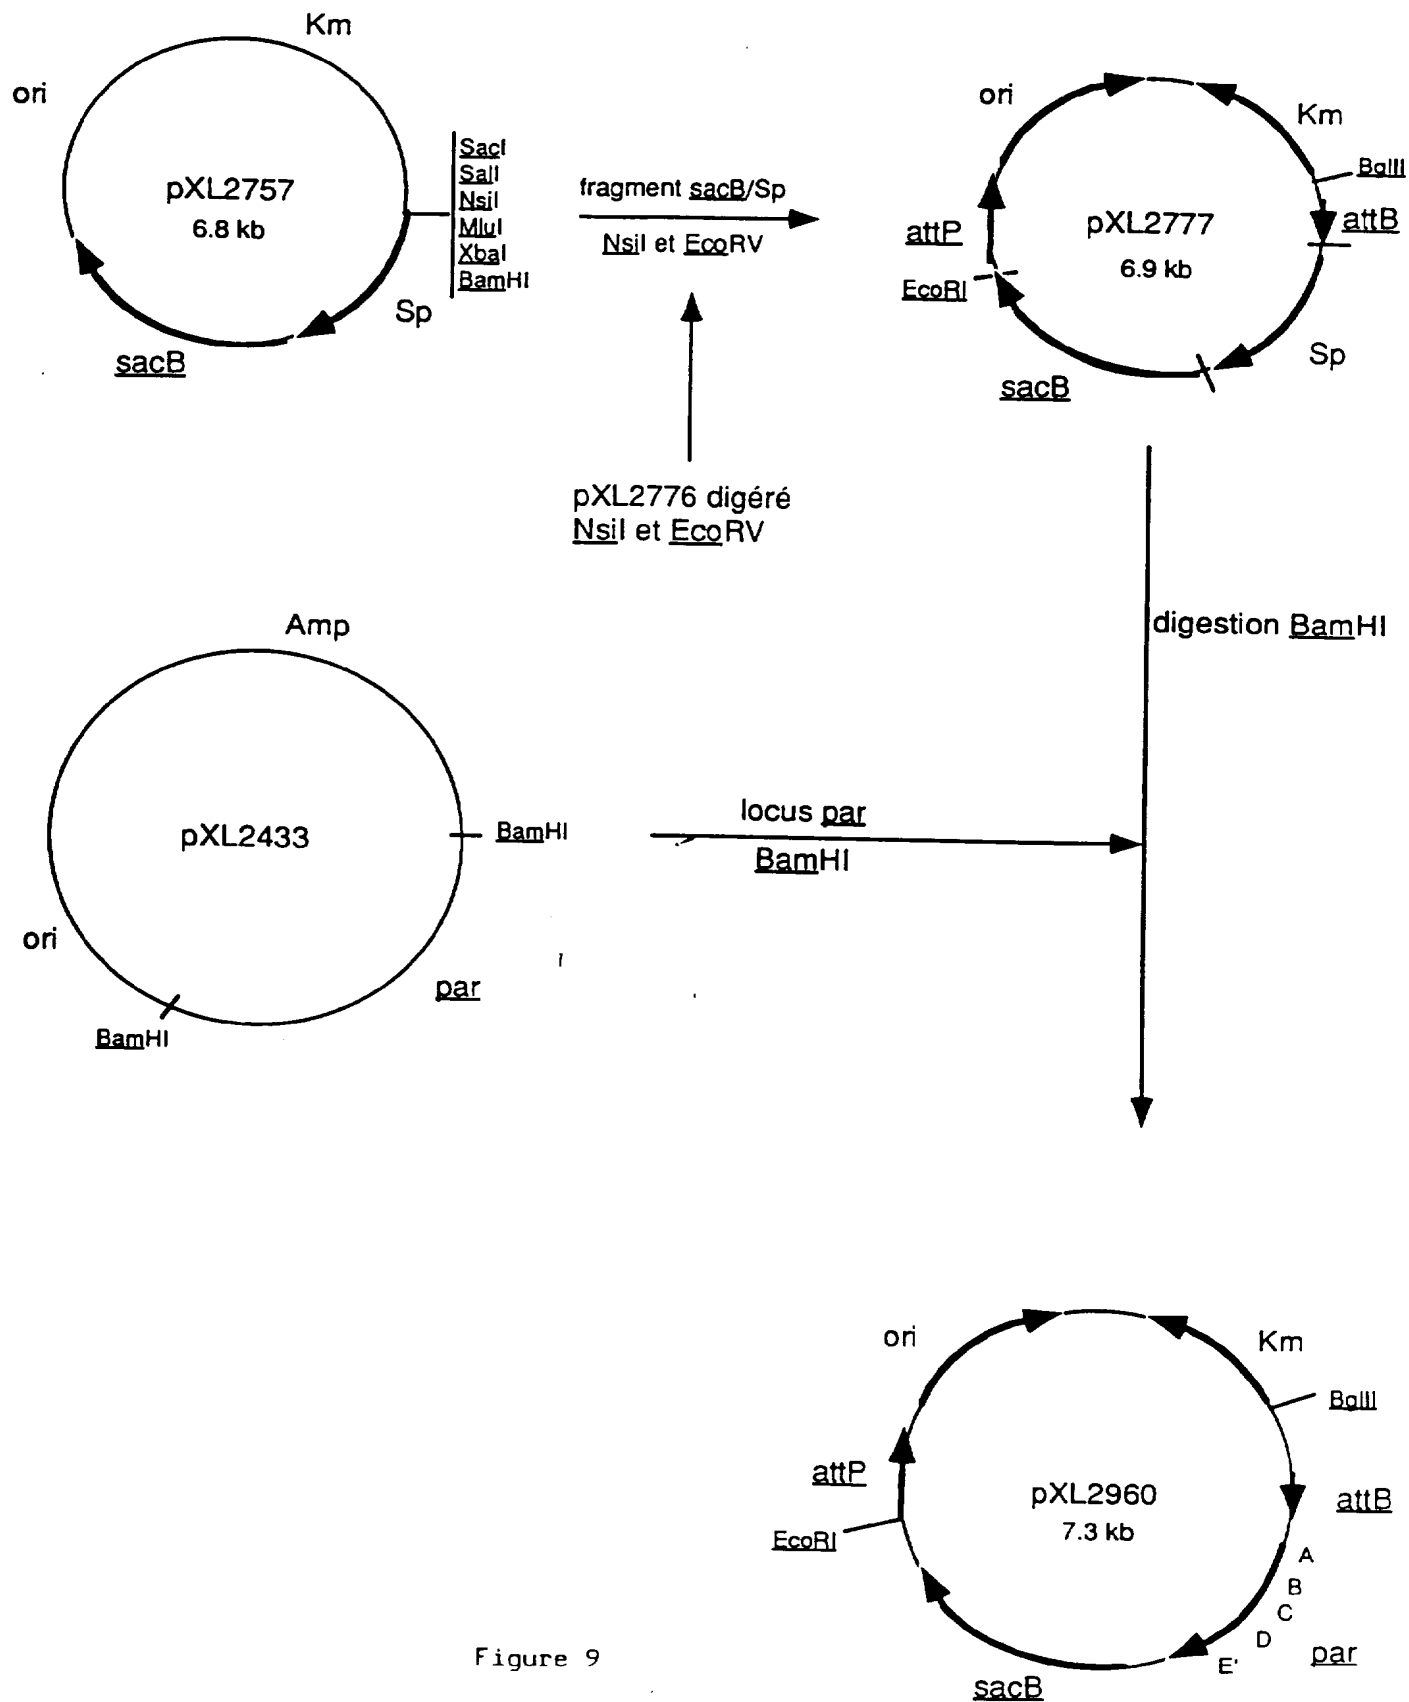 Km
ori
pXL2757
6.8 kb
SacI
SalI
NsiI
MluI
XbaI
BamHI
Sp
sacB
fragment sacB/Sp
NsiI et EcoRV
pXL2776 digéré
NsiI et EcoRV
ori
Km
BglII
attB
attP
pXL2777
6.9 kb
EcoRI
Sp
sacB
digestion BamHI
Amp
pXL2433
BamHI
ori
par
BamHI
locus par
BamHI
ori
Km
BglII
attP
pXL2960
7.3 kb
attB
EcoRI
A
B
C
D
E'
par
sacB
Figure 9